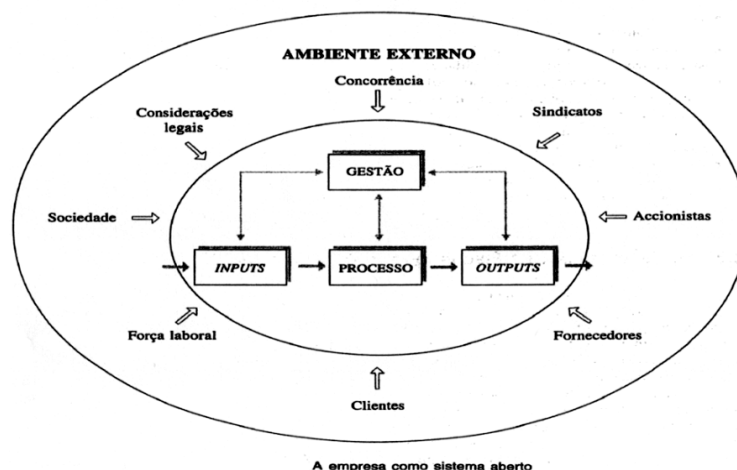 AMBIENTE EXTERNO
Concorrência
Considerações
legais
Sindicatos
GESTÃO
Sociedade
Accionistas
INPUTS
PROCESSO
OUTPUTS
Força laboral
Fornecedores
Clientes
A empresa como sistema aberto